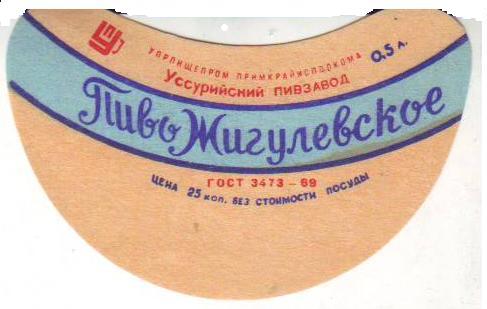 УПРПИЩЕПРОМ ПРИМКРАЙИСПОЛКОМА
УССУРИЙСКИЙ ПИВЗАВОД
0,5 л.
Пиво Жигулевское
ГОСТ 3473-69
ЦЕНА 25 коп. БЕЗ СТОИМОСТИ ПОСУДЫ